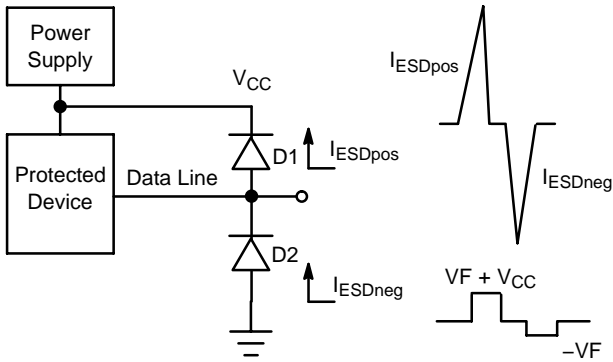 Power
Supply
VCC
D1
IESDpos
Protected
Device
Data Line
D2
IESDneg
IESDpos
IESDneg
VF + VCC
−VF